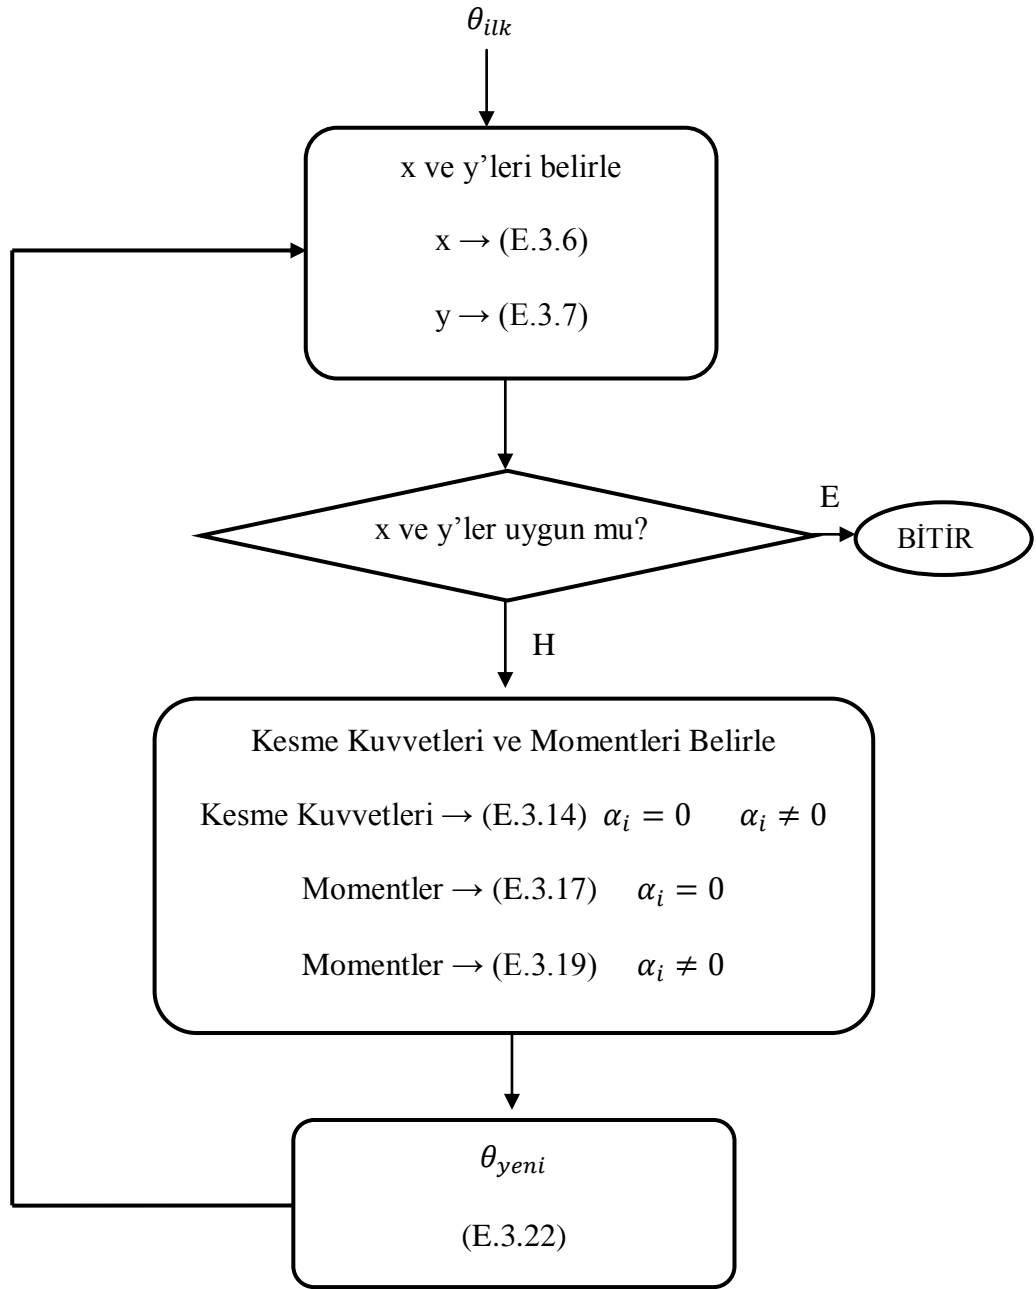 θ_ilk
x ve y’leri belirle
x → (E.3.6)
y → (E.3.7)
x ve y’ler uygun mu?
E
BİTİR
H
Kesme Kuvvetleri ve Momentleri Belirle
Kesme Kuvvetleri → (E.3.14) α_i = 0 α_i ≠ 0
Momentler → (E.3.17) α_i = 0
Momentler → (E.3.19) α_i ≠ 0
θ_yeni
(E.3.22)